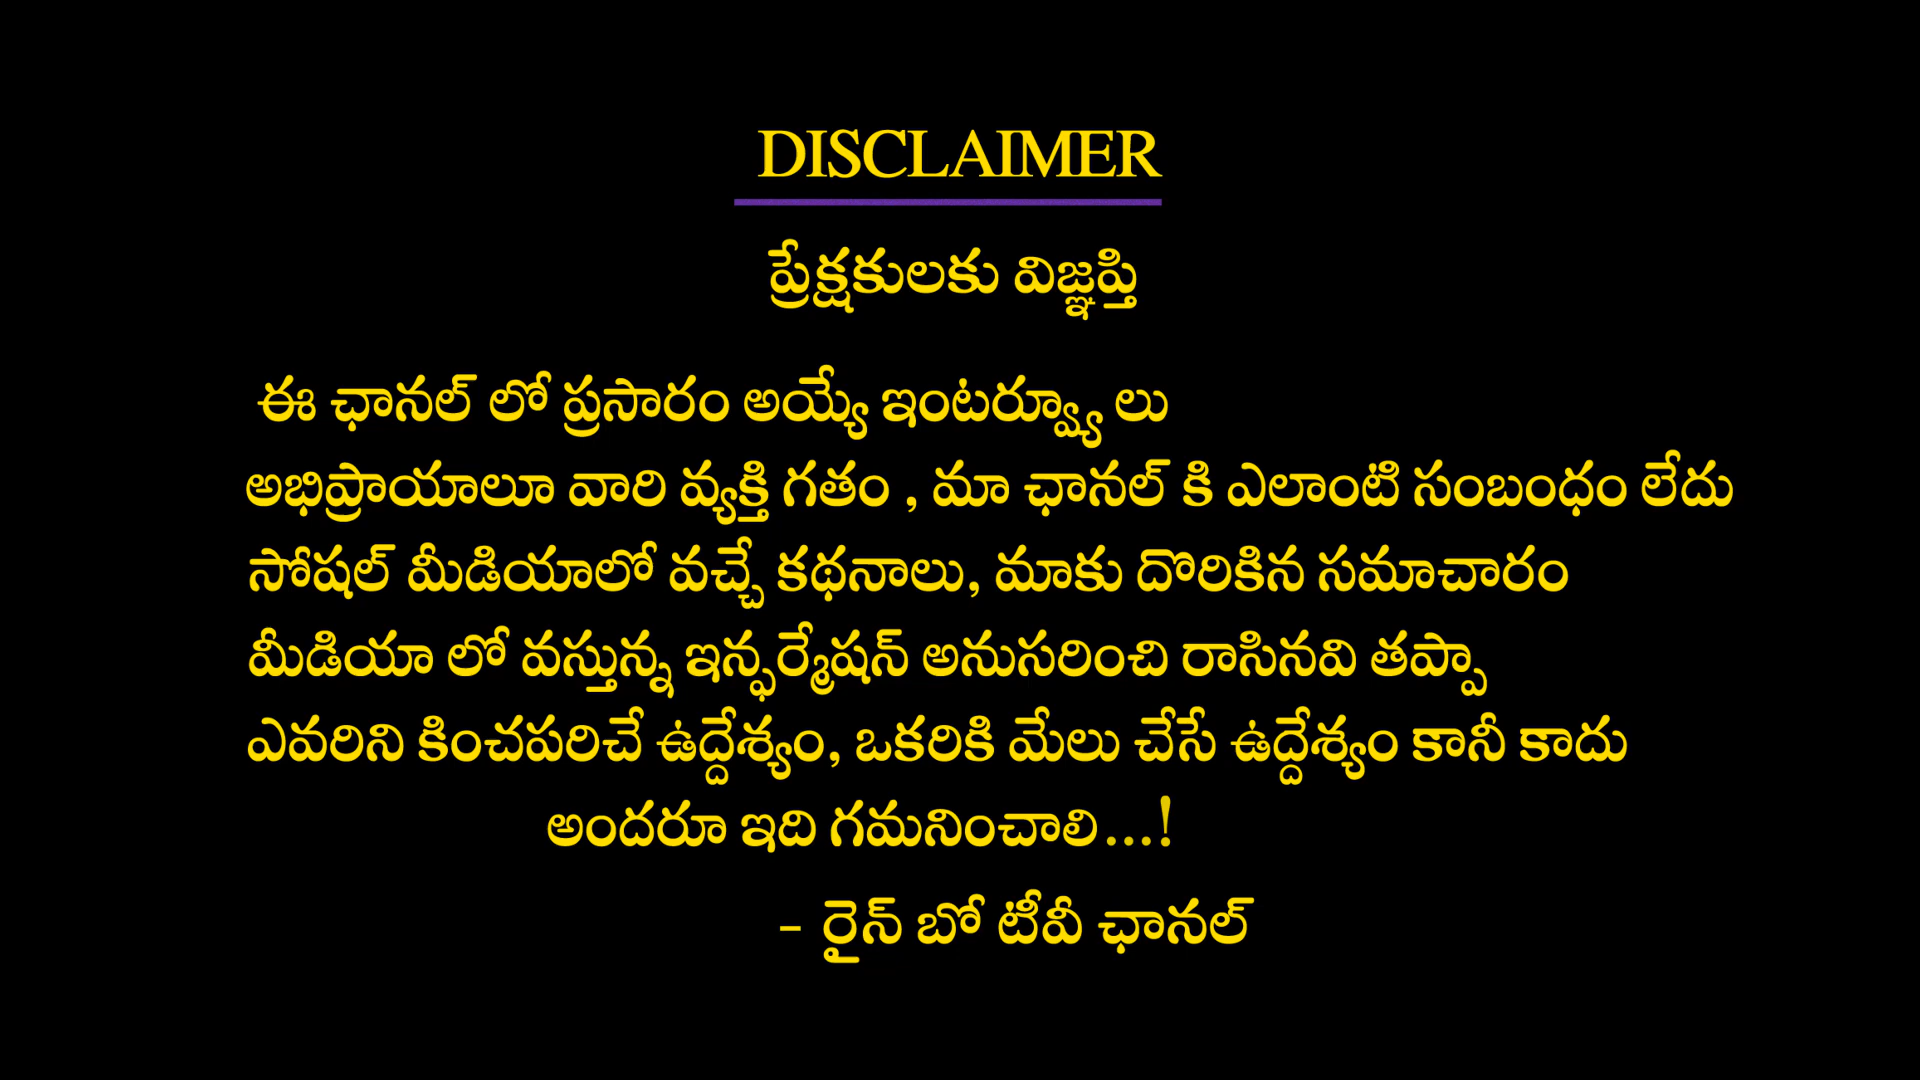 DISCLAIMER
ప్రేక్షకులకు విజ్ఞప్తి
ఈ ఛానల్ లో ప్రసారం అయ్యే ఇంటర్వ్యూ లు
అభిప్రాయాలూ వారి వ్యక్తి గతం , మా ఛానల్ కి ఎలాంటి సంబంధం లేదు
సోషల్ మీడియాలో వచ్చే కథనాలు, మాకు దొరికిన సమాచారం
మీడియా లో వస్తున్న ఇన్ఫర్మేషన్ అనుసరించి రాసినవి తప్పా
ఎవరిని కించపరిచే ఉద్దేశ్యం, ఒకరికి మేలు చేసే ఉద్దేశ్యం కానీ కాదు
అందరూ ఇది గమనించాలి...!
- రైన్ బో టీవీ ఛానల్